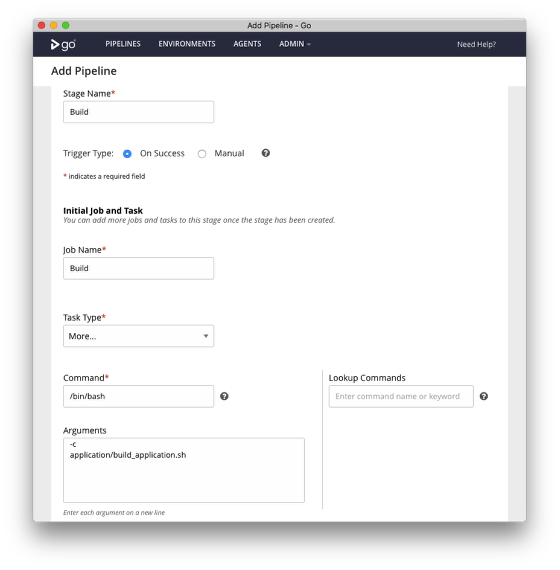 Add Pipeline - Go
go
PIPELINES ENVIRONMENTS AGENTS ADMIN
Need Help?
Add Pipeline
Stage Name*
Build
Trigger Type: On Success Manual ?
* indicates a required field
Initial Job and Task
You can add more jobs and tasks to this stage once the stage has been created.
Job Name*
Build
Task Type*
More...
Command*
/bin/bash ?
Lookup Commands
Enter command name or keyword ?
Arguments
-c
application/build_application.sh
Enter each argument on a new line